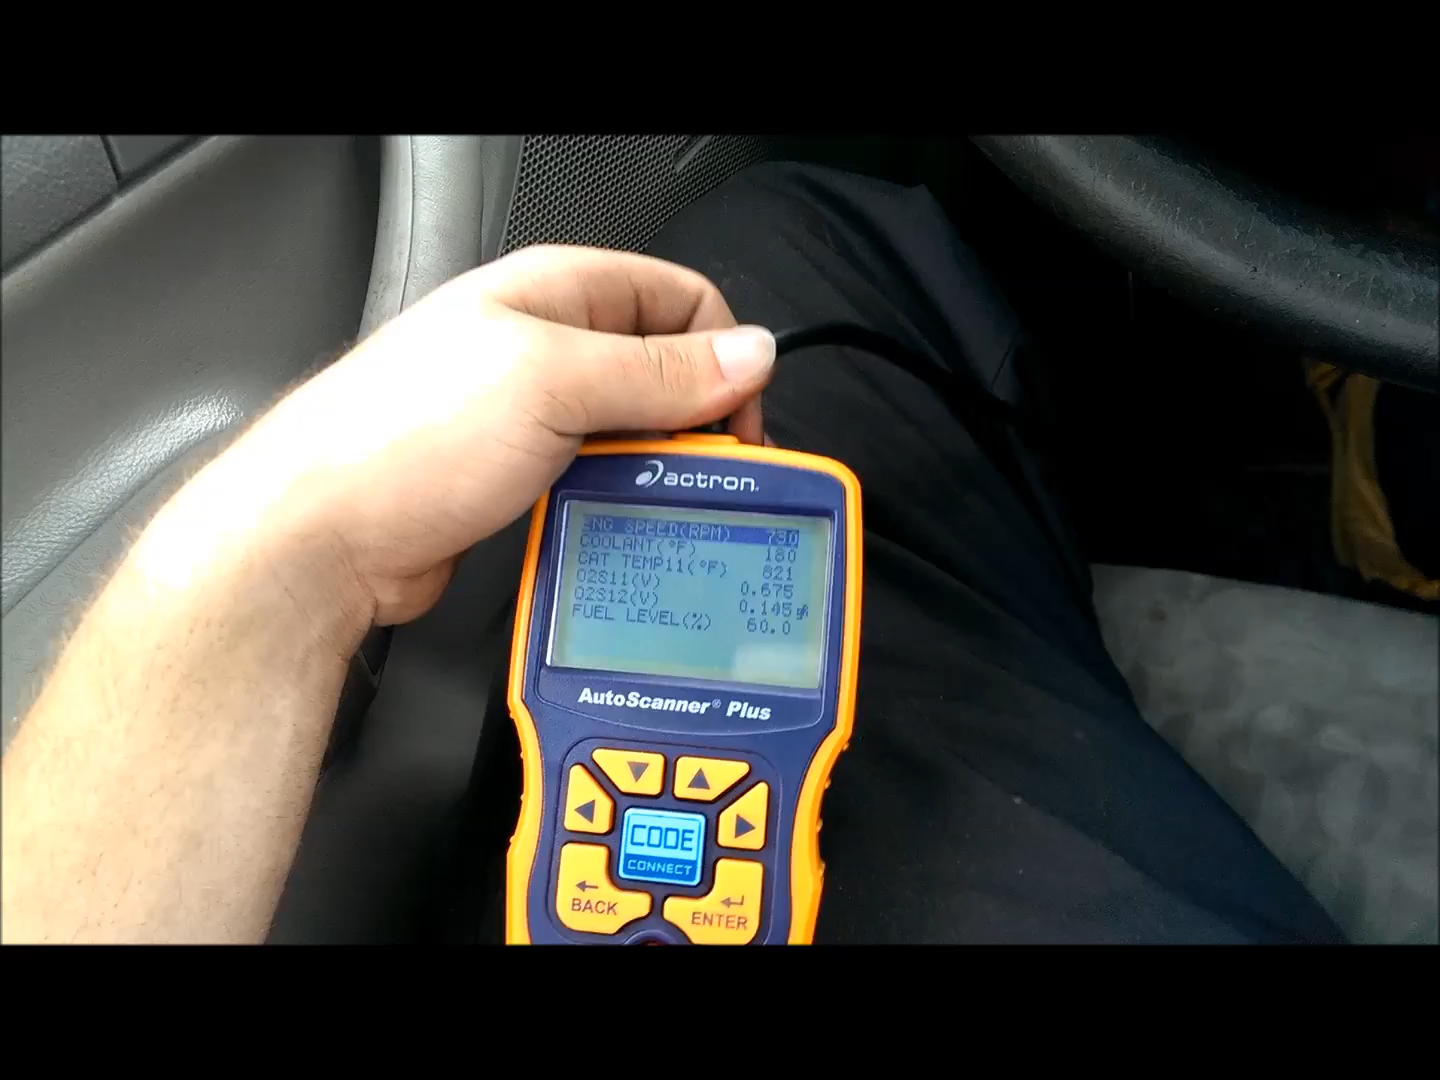 actron.
ENG SPEED(RPM) 730
COOLANT(°F) 180
CAT TEMP11(°F) 821
O2S11(V) 0.675
O2S12(V) 0.145
FUEL LEVEL(%) 60.0
AutoScanner® Plus
CODE
CONNECT
BACK
ENTER